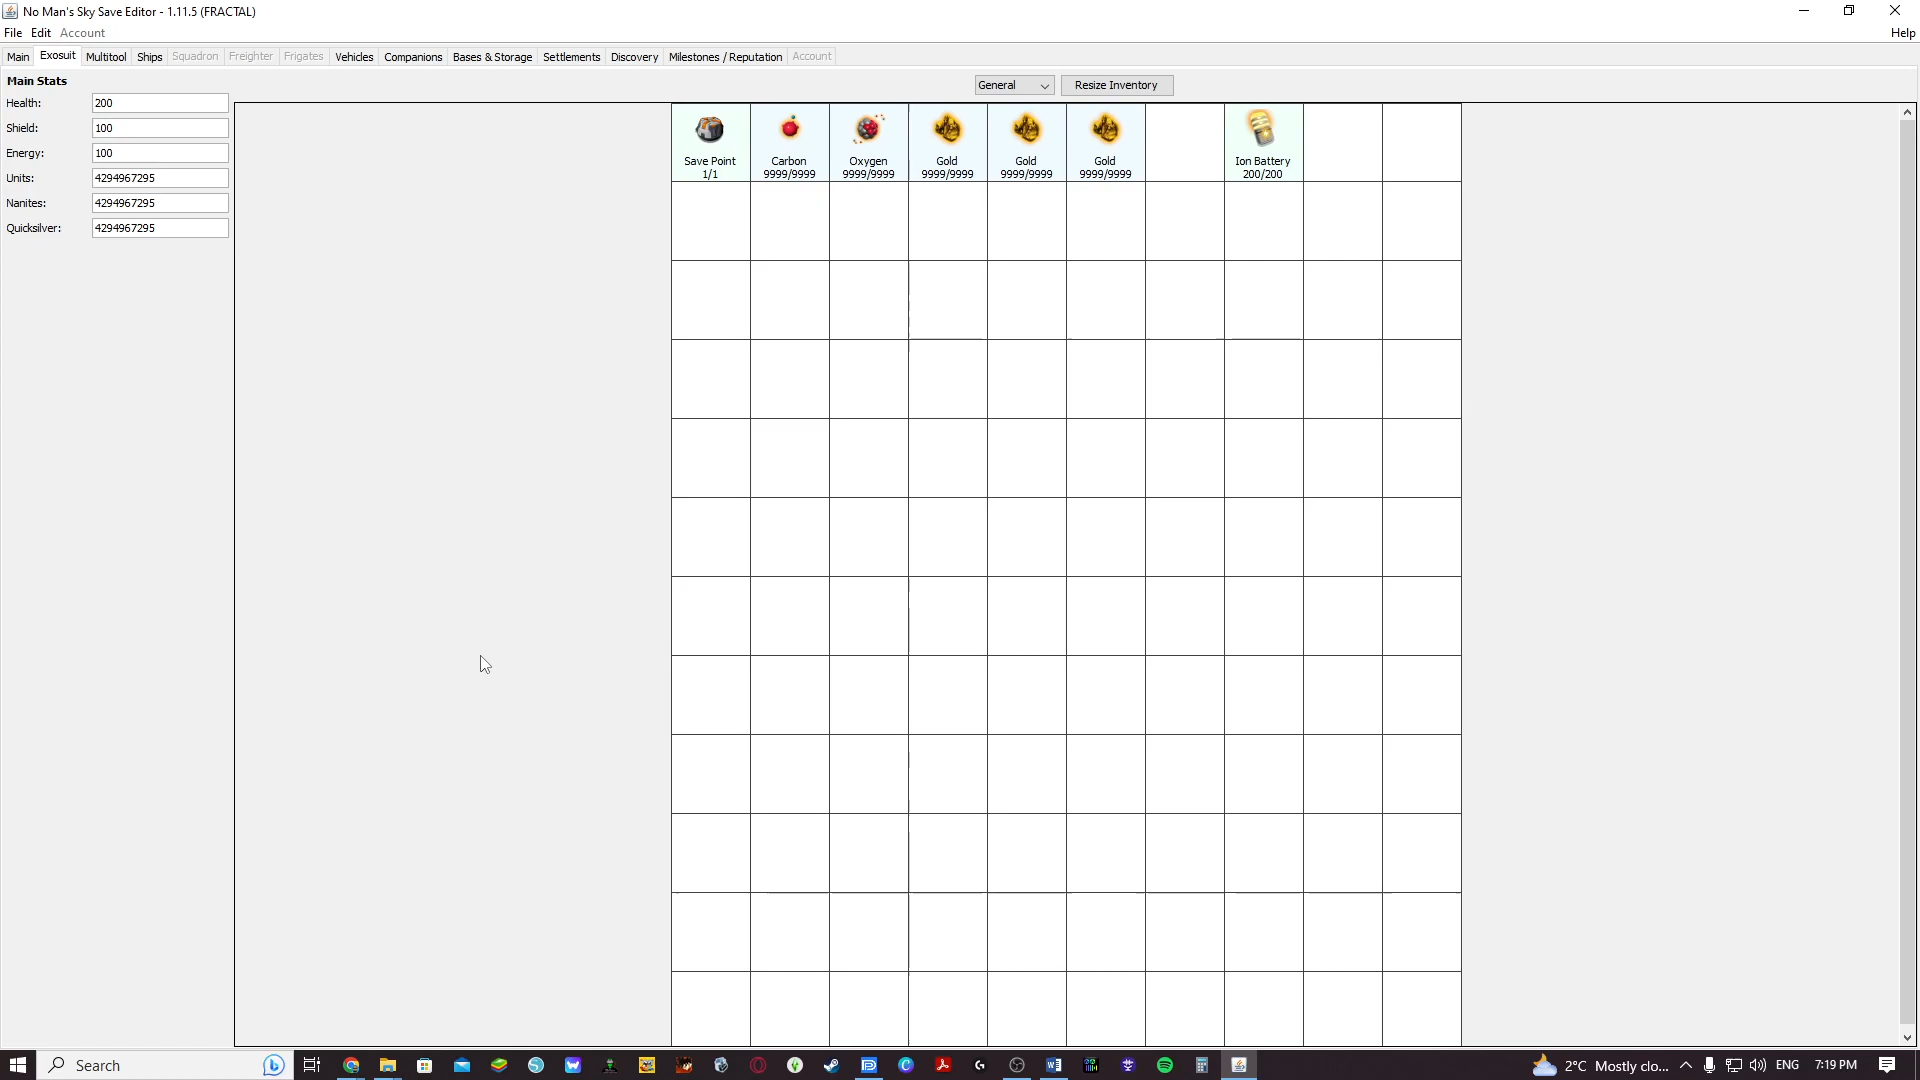 No Man's Sky Save Editor - 1.11.5 (FRACTAL)
File Edit Account Help
Main Exosuit Multitool Ships Squadron Freighter Frigates Vehicles Companions Bases & Storage Settlements Discovery Milestones / Reputation Account
Main Stats
General
Resize Inventory
Health: 200
Shield: 100
Energy: 100
Units: 4294967295
Nanites: 4294967295
Quicksilver: 4294967295
Save Point Carbon Oxygen Gold Gold Gold Ion Battery
1/1 9999/9999 9999/9999 9999/9999 9999/9999 9999/9999 200/200
Search
2°C Mostly clo... ENG 7:19 PM